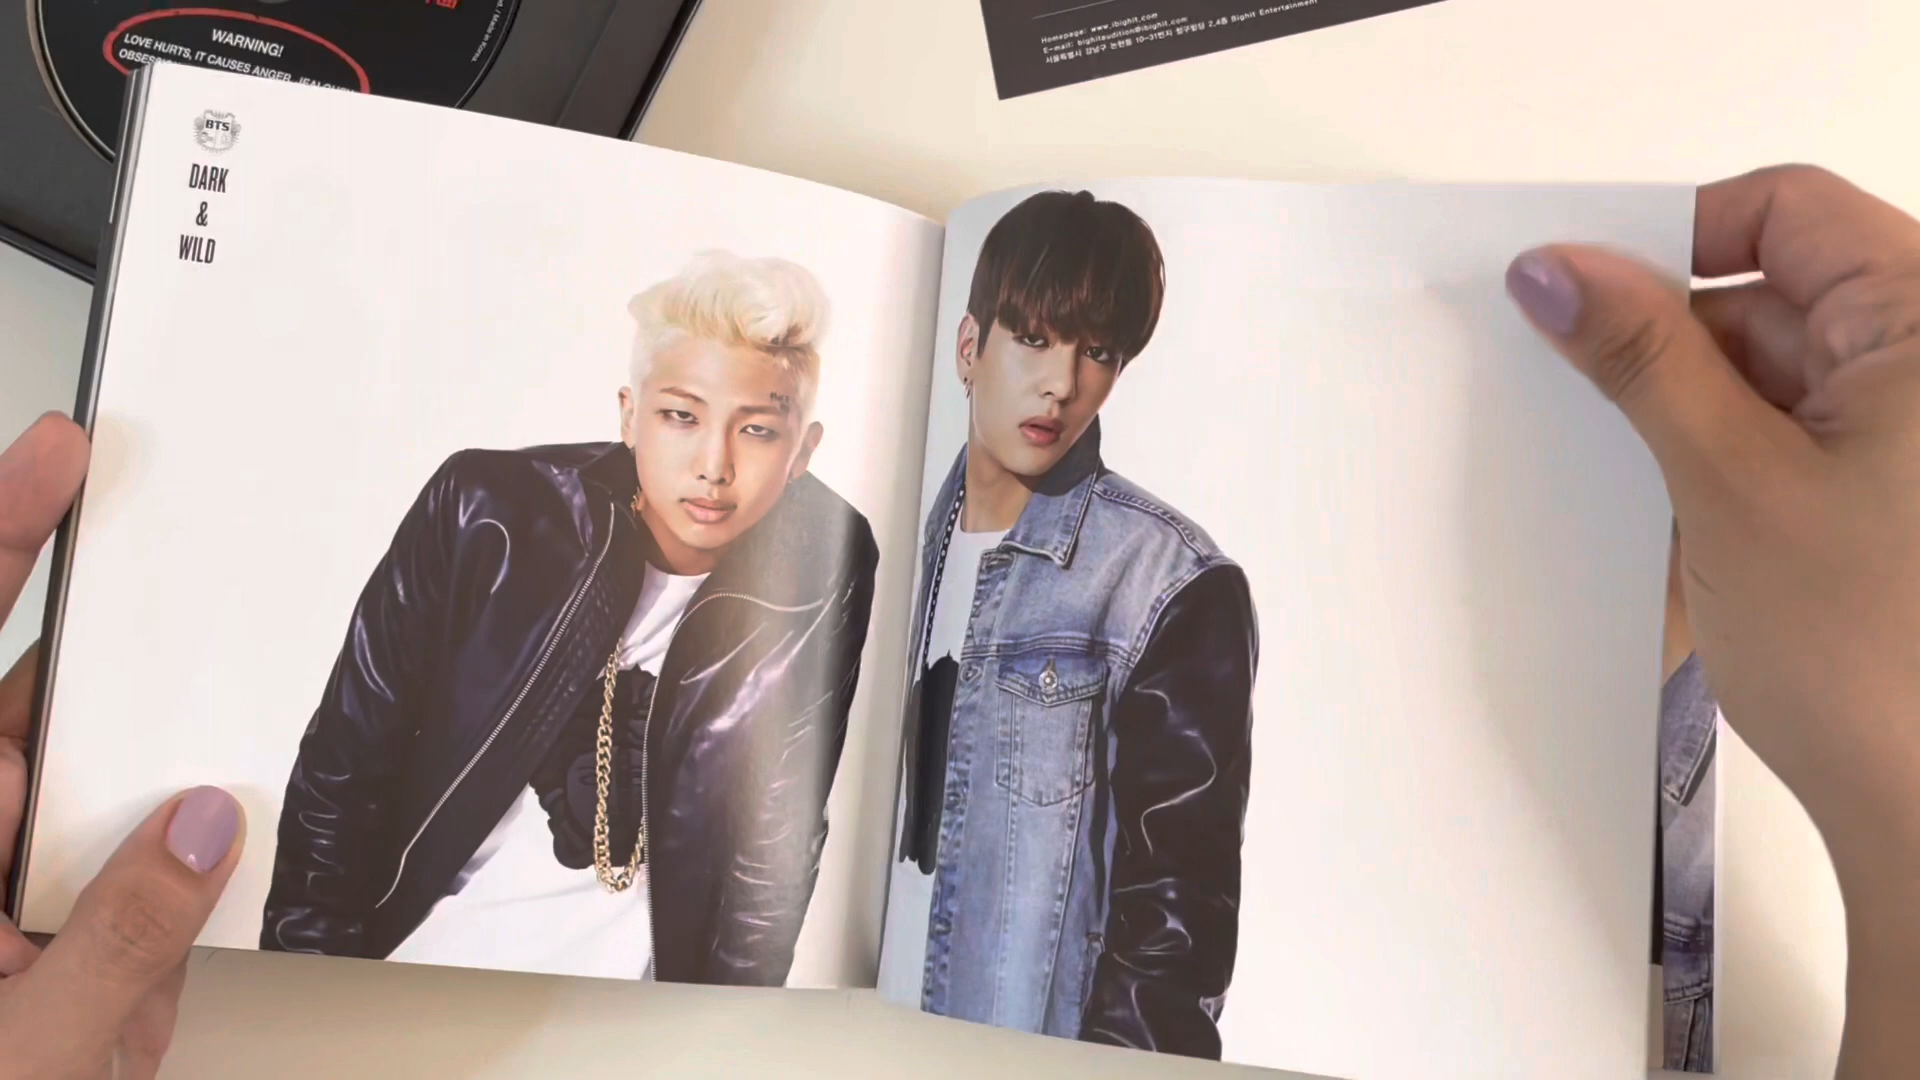 WARNING!
LOVE HURTS, IT CAUSES ANGER, JEALOUSY,
Homepage: www.ibighit.com
E-mail: bighitaudition@ibighit.com
서울특별시 강남구 논현동 10-31번지 청구빌딩 2,4층 Bighit Entertainment
BTS
DARK
&
WILD